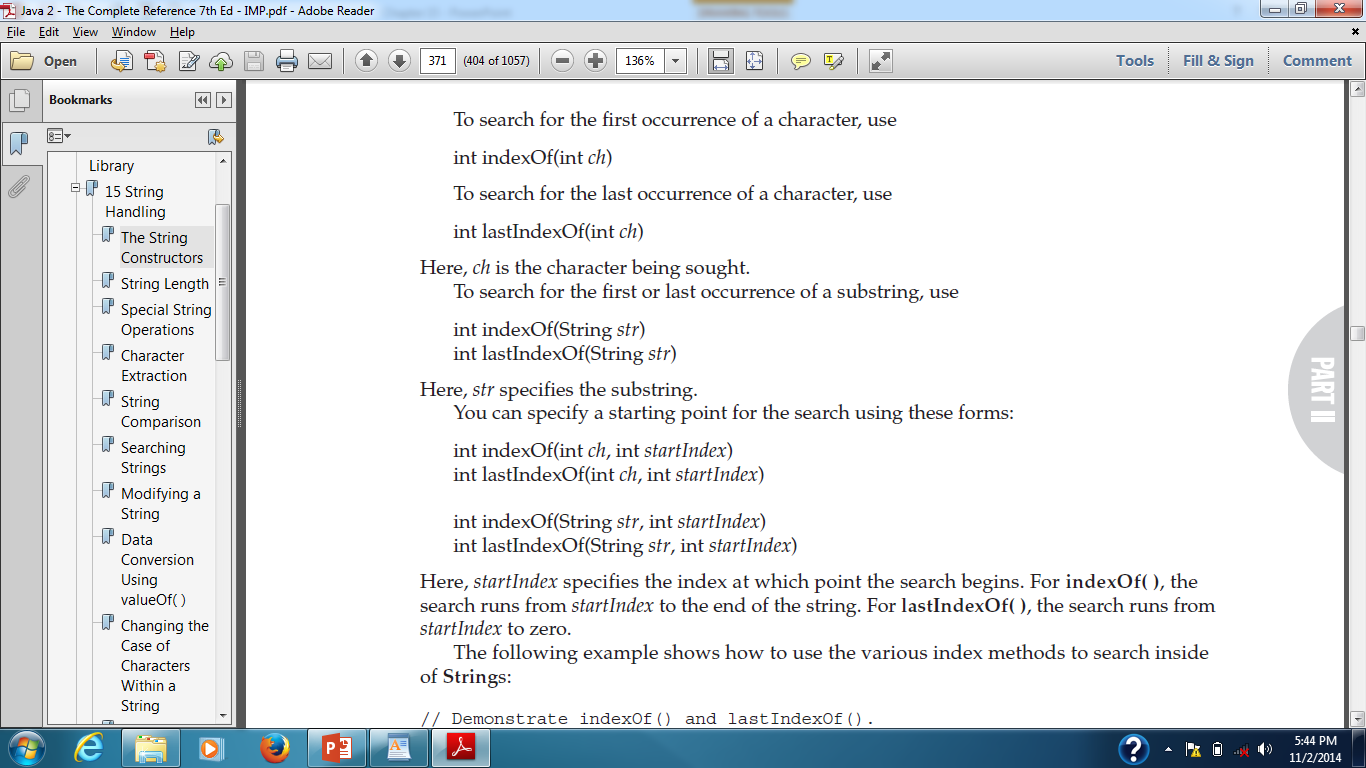 Java 2 - The Complete Reference 7th Ed - IMP.pdf - Adobe Reader
File Edit View Window Help
Open
371
(404 of 1057)
136%
Tools
Fill & Sign
Comment
Bookmarks
Library
15 String
Handling
The String
Constructors
String Length
Special String
Operations
Character
Extraction
String
Comparison
Searching
Strings
Modifying a
String
Data
Conversion
Using
valueOf( )
Changing the
Case of
Characters
Within a
String
To search for the first occurrence of a character, use
int indexOf(int ch)
To search for the last occurrence of a character, use
int lastIndexOf(int ch)
Here, ch is the character being sought.
To search for the first or last occurrence of a substring, use
int indexOf(String str)
int lastIndexOf(String str)
Here, str specifies the substring.
You can specify a starting point for the search using these forms:
int indexOf(int ch, int startIndex)
int lastIndexOf(int ch, int startIndex)
int indexOf(String str, int startIndex)
int lastIndexOf(String str, int startIndex)
Here, startIndex specifies the index at which point the search begins. For indexOf( ), the
search runs from startIndex to the end of the string. For lastIndexOf( ), the search runs from
startIndex to zero.
The following example shows how to use the various index methods to search inside
of Strings:
// Demonstrate indexOf() and lastIndexOf().
PART II
5:44 PM
11/2/2014